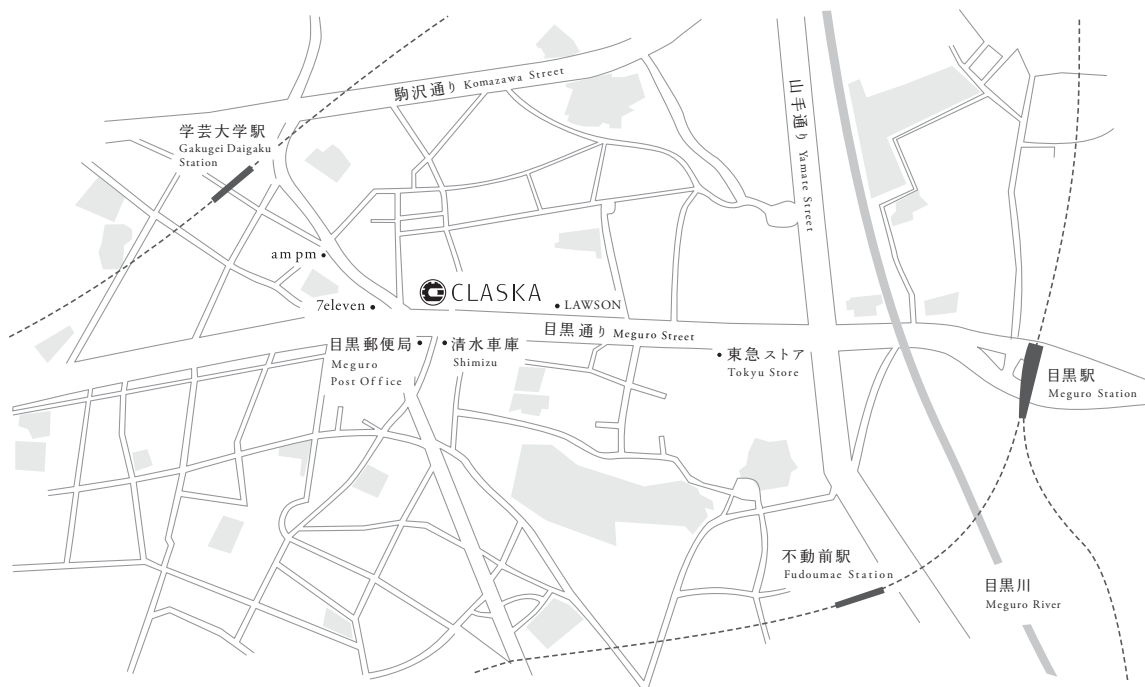 駒沢通り Komazawa Street
山手通り Yamate Street
学芸大学駅
Gakugei Daigaku
Station
am pm
7eleven
CLASKA
LAWSON
目黒通り Meguro Street
目黒郵便局
Meguro
Post Office
清水車庫
Shimizu
東急ストア
Tokyu Store
目黒駅
Meguro Station
不動前駅
Fudoumae Station
目黒川
Meguro River